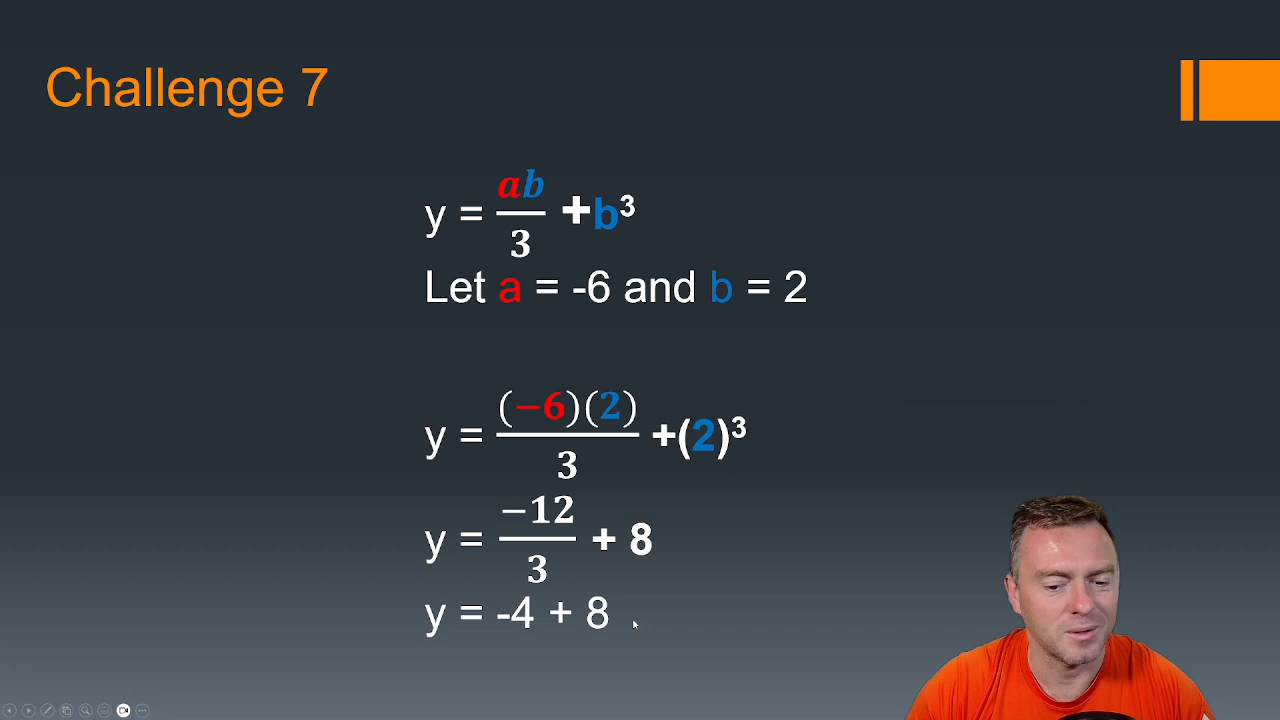 Challenge 7
y = ab/3 +b³
Let a = -6 and b = 2
y = (−6)(2)/3 +(2)³
y = −12/3 + 8
y = -4 + 8